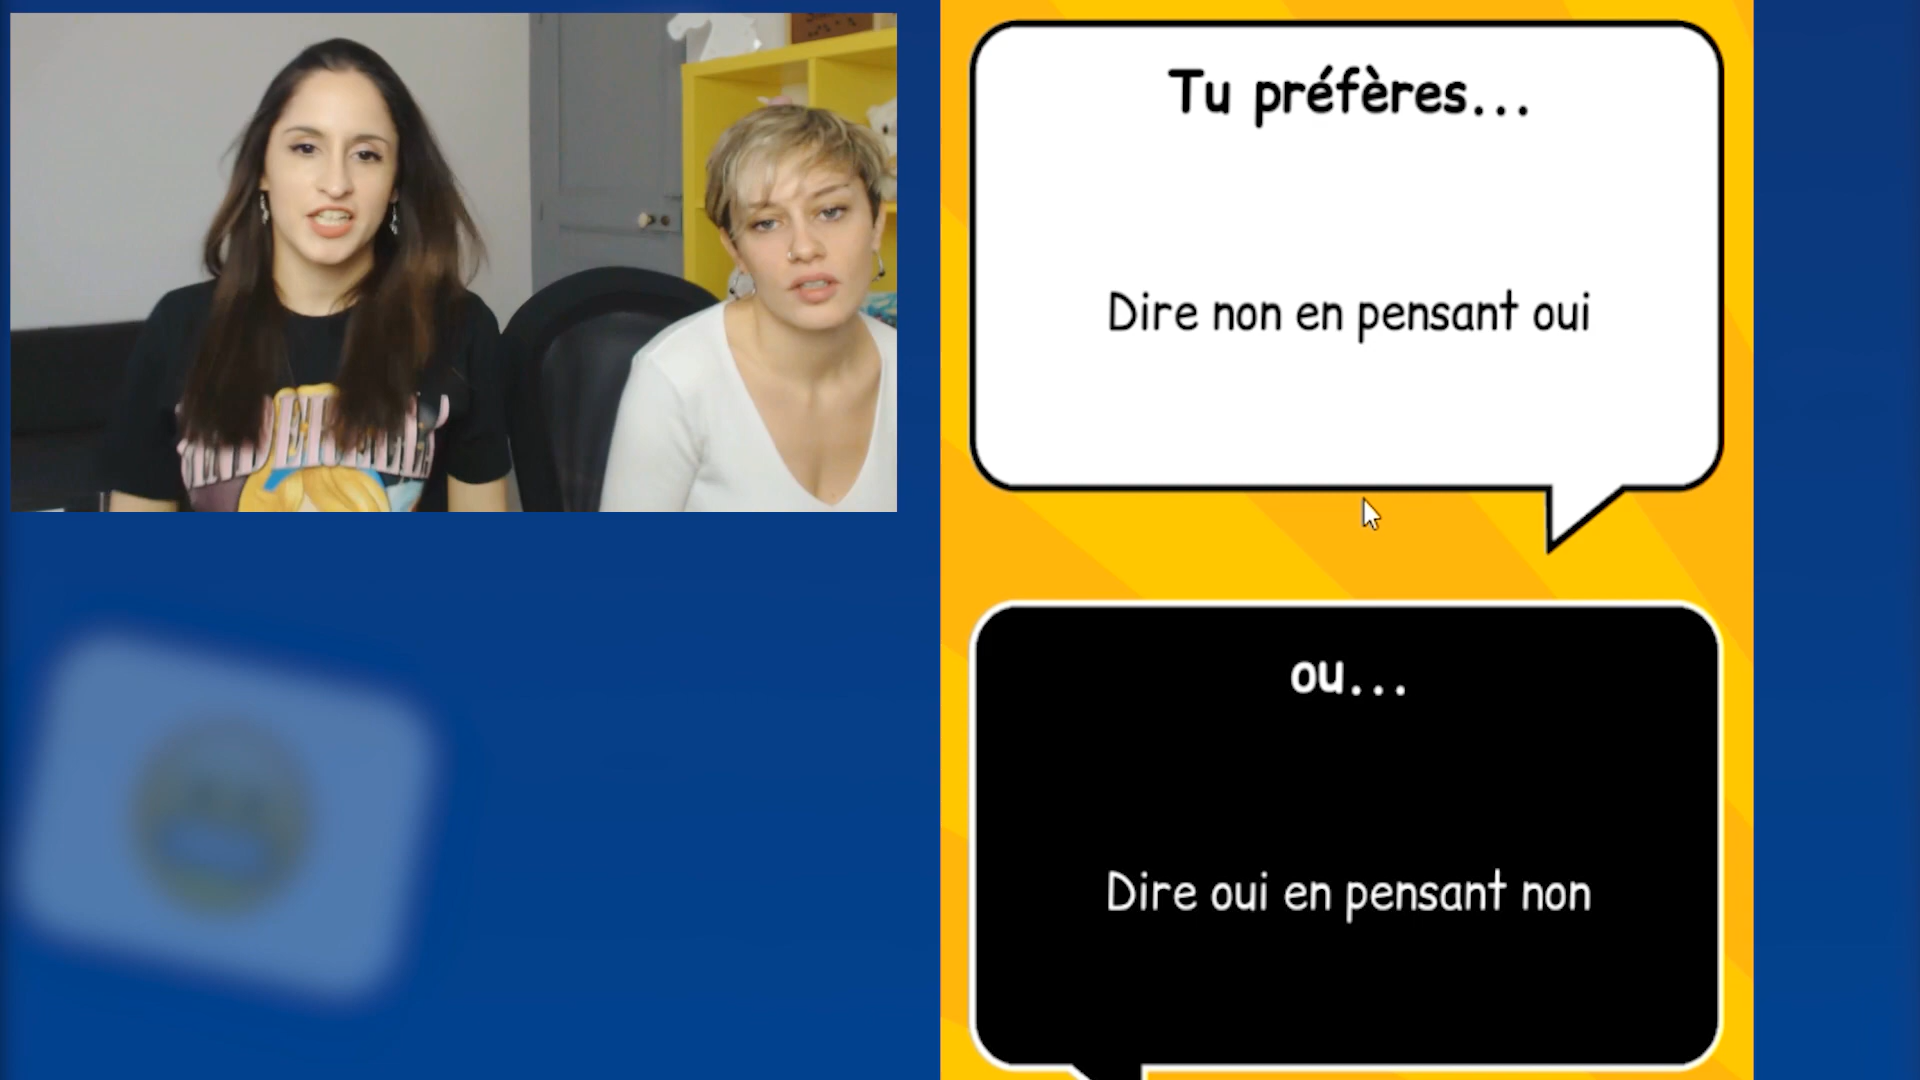 Tu préfères...
Dire non en pensant oui
ou...
Dire oui en pensant non